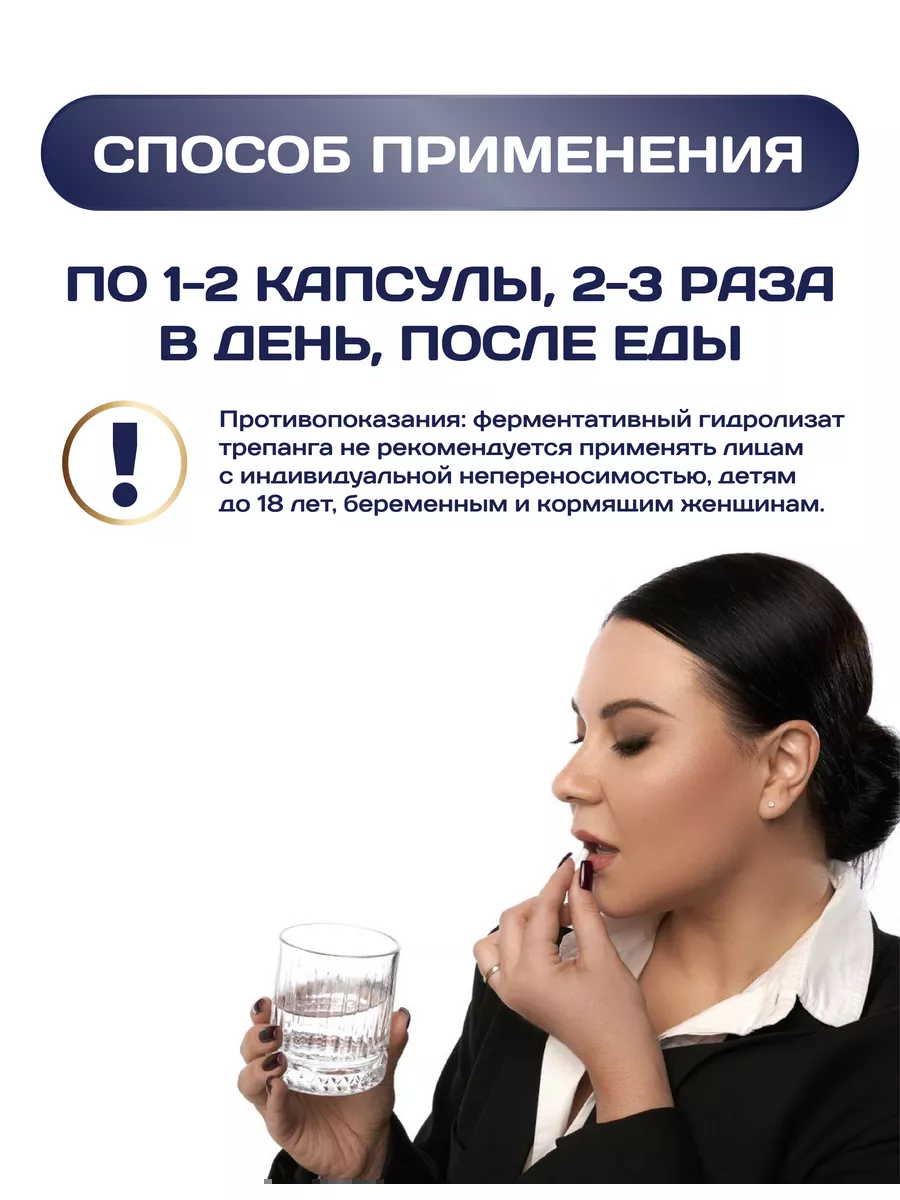 СПОСОБ ПРИМЕНЕНИЯ
ПО 1-2 КАПСУЛЫ, 2-3 РАЗА
В ДЕНЬ, ПОСЛЕ ЕДЫ
Противопоказания: ферментативный гидролизат
трепанга не рекомендуется применять лицам
с индивидуальной непереносимостью, детям
до 18 лет, беременным и кормящим женщинам.